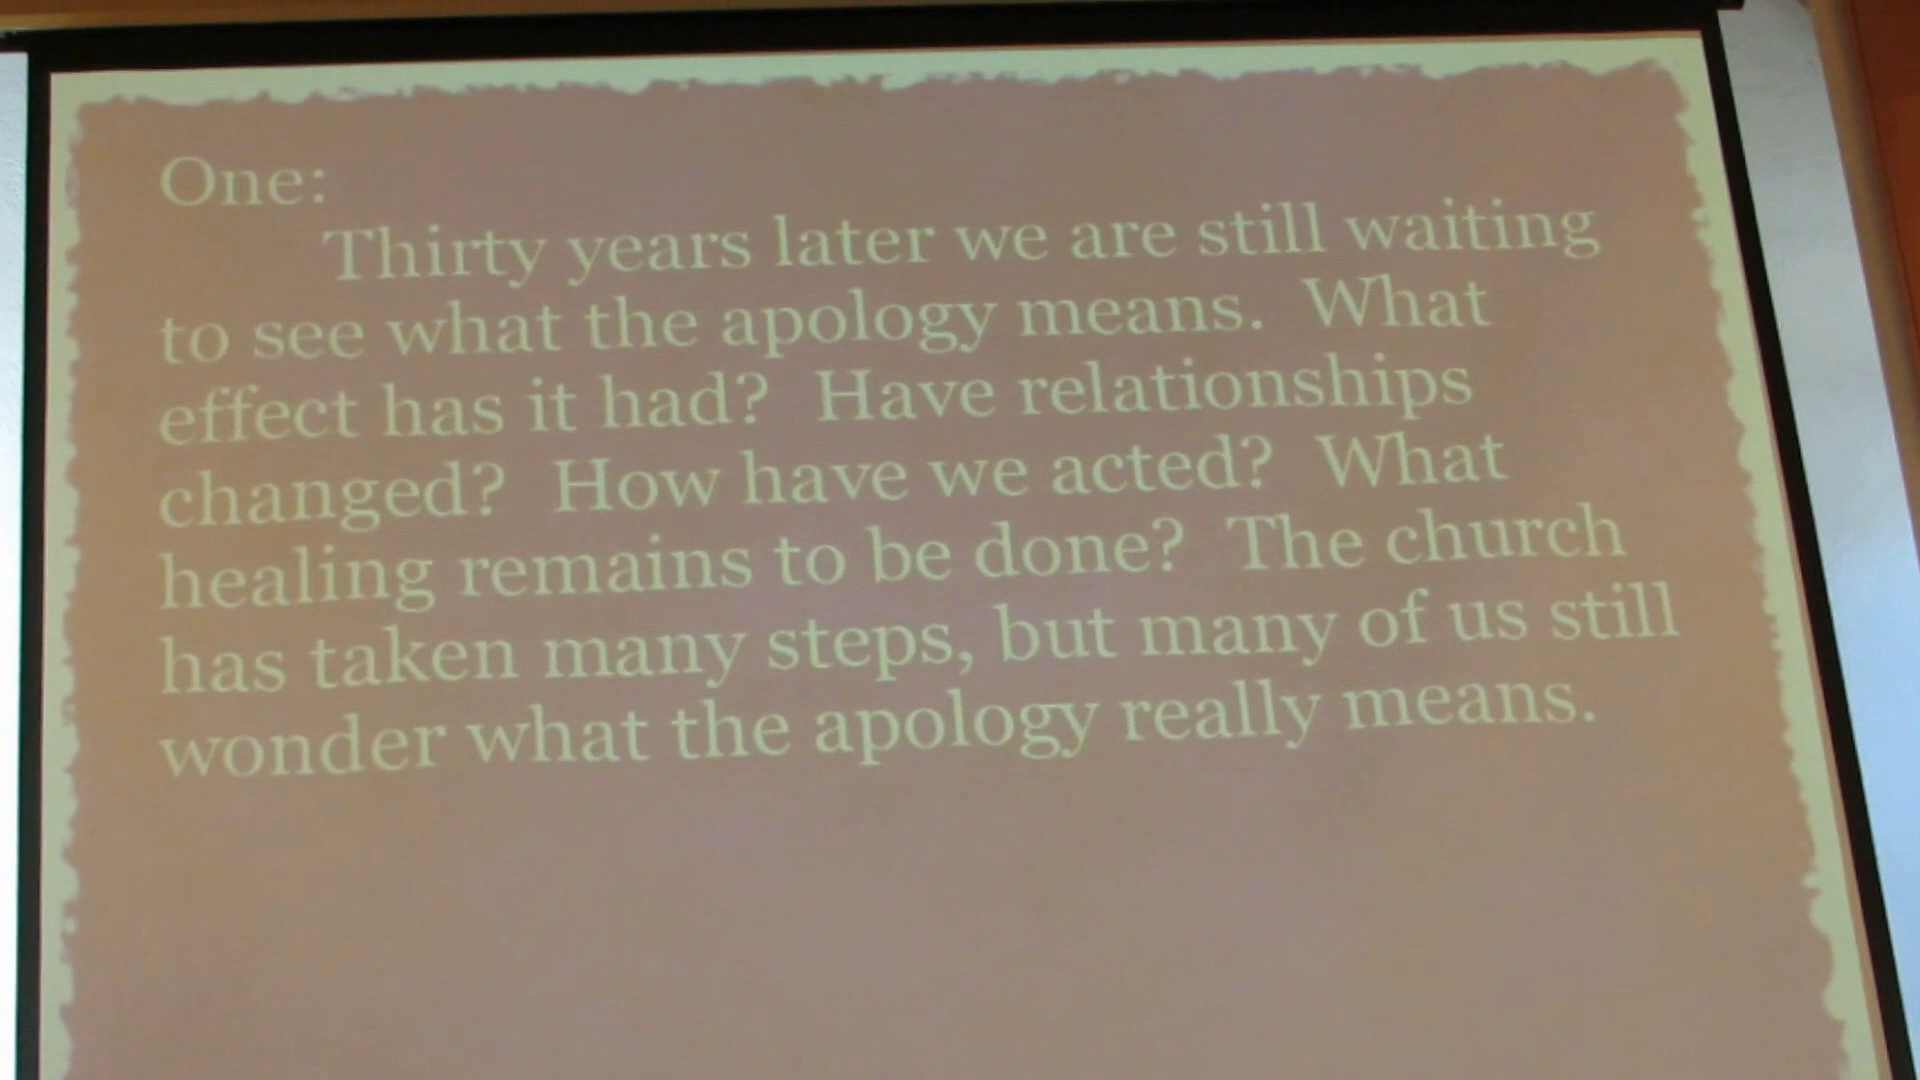 One:
Thirty years later we are still waiting
to see what the apology means. What
effect has it had? Have relationships
changed? How have we acted? What
healing remains to be done? The church
has taken many steps, but many of us still
wonder what the apology really means.